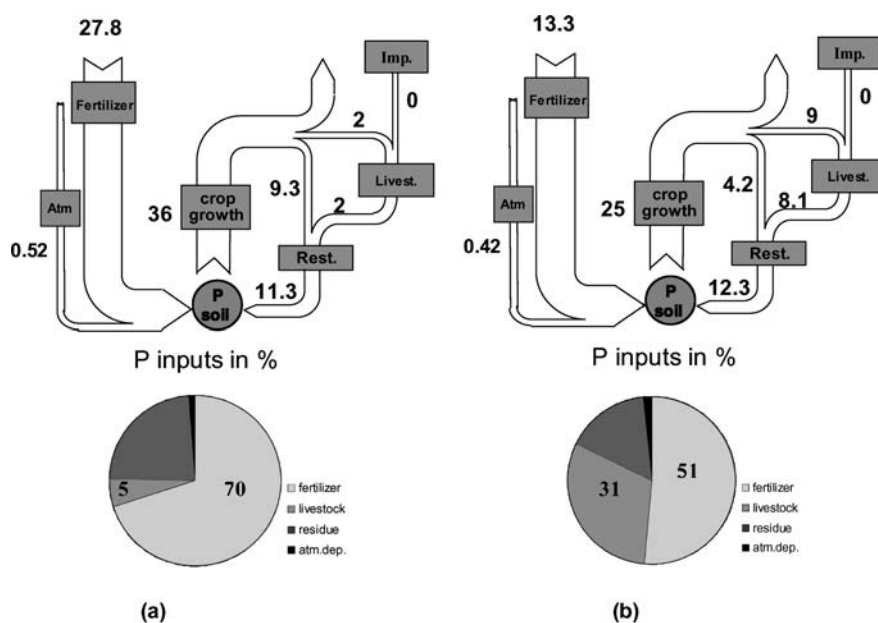 27.8
Imp.
0
Fertilizer
2
Atm
crop
growth
9.3
Livest.
36
2
0.52
Rest.
11.3
P
soil
P inputs in %
70
5
fertilizer
livestock
residue
atm.dep.
(a)
13.3
Imp.
0
Fertilizer
9
Atm
crop
growth
4.2
Livest.
25
8.1
0.42
Rest.
12.3
P
soil
P inputs in %
51
31
fertilizer
livestock
residue
atm.dep.
(b)